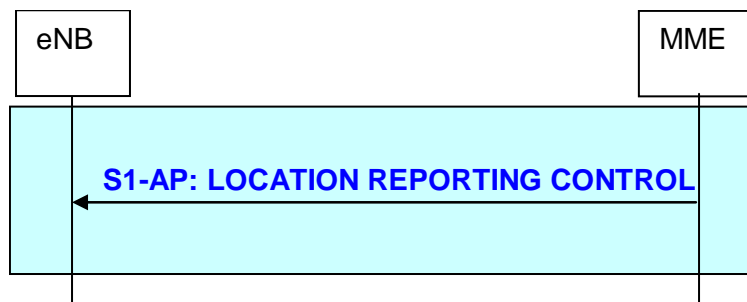 eNB
MME
S1-AP: LOCATION REPORTING CONTROL